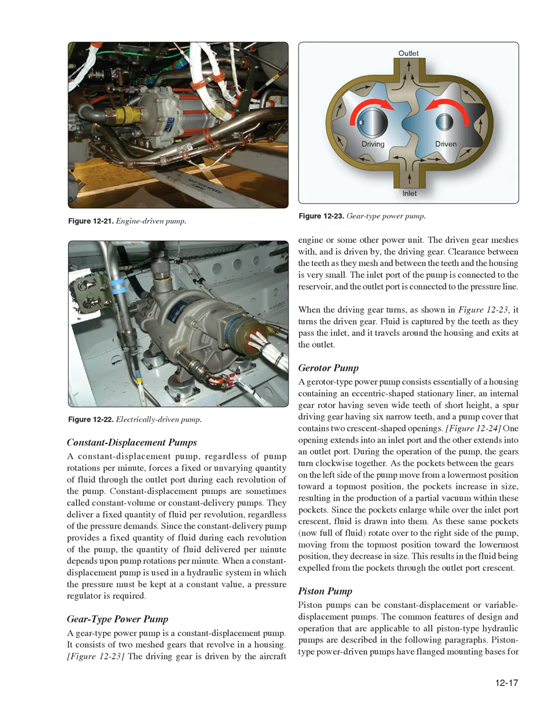 Figure 12-21. Engine-driven pump.
Figure 12-22. Electrically-driven pump.
Constant-Displacement Pumps
A constant-displacement pump, regardless of pump
rotations per minute, forces a fixed or unvarying quantity
of fluid through the outlet port during each revolution of
the pump. Constant-displacement pumps are sometimes
called constant-volume or constant-delivery pumps. They
deliver a fixed quantity of fluid per revolution, regardless
of the pressure demands. Since the constant-delivery pump
provides a fixed quantity of fluid during each revolution
of the pump, the quantity of fluid delivered per minute
depends upon pump rotations per minute. When a constant-
displacement pump is used in a hydraulic system in which
the pressure must be kept at a constant value, a pressure
regulator is required.
Gear-Type Power Pump
A gear-type power pump is a constant-displacement pump.
It consists of two meshed gears that revolve in a housing.
[Figure 12-23] The driving gear is driven by the aircraft
Outlet
Driving
Driven
Inlet
Figure 12-23. Gear-type power pump.
engine or some other power unit. The driven gear meshes
with, and is driven by, the driving gear. Clearance between
the teeth as they mesh and between the teeth and the housing
is very small. The inlet port of the pump is connected to the
reservoir, and the outlet port is connected to the pressure line.
When the driving gear turns, as shown in Figure 12-23, it
turns the driven gear. Fluid is captured by the teeth as they
pass the inlet, and it travels around the housing and exits at
the outlet.
Gerotor Pump
A gerotor-type power pump consists essentially of a housing
containing an eccentric-shaped stationary liner, an internal
gear rotor having seven wide teeth of short height, a spur
driving gear having six narrow teeth, and a pump cover that
contains two crescent-shaped openings. [Figure 12-24] One
opening extends into an inlet port and the other extends into
an outlet port. During the operation of the pump, the gears
turn clockwise together. As the pockets between the gears
on the left side of the pump move from a lowermost position
toward a topmost position, the pockets increase in size,
resulting in the production of a partial vacuum within these
pockets. Since the pockets enlarge while over the inlet port
crescent, fluid is drawn into them. As these same pockets
(now full of fluid) rotate over to the right side of the pump,
moving from the topmost position toward the lowermost
position, they decrease in size. This results in the fluid being
expelled from the pockets through the outlet port crescent.
Piston Pump
Piston pumps can be constant-displacement or variable-
displacement pumps. The common features of design and
operation that are applicable to all piston-type hydraulic
pumps are described in the following paragraphs. Piston-
type power-driven pumps have flanged mounting bases for
12-17